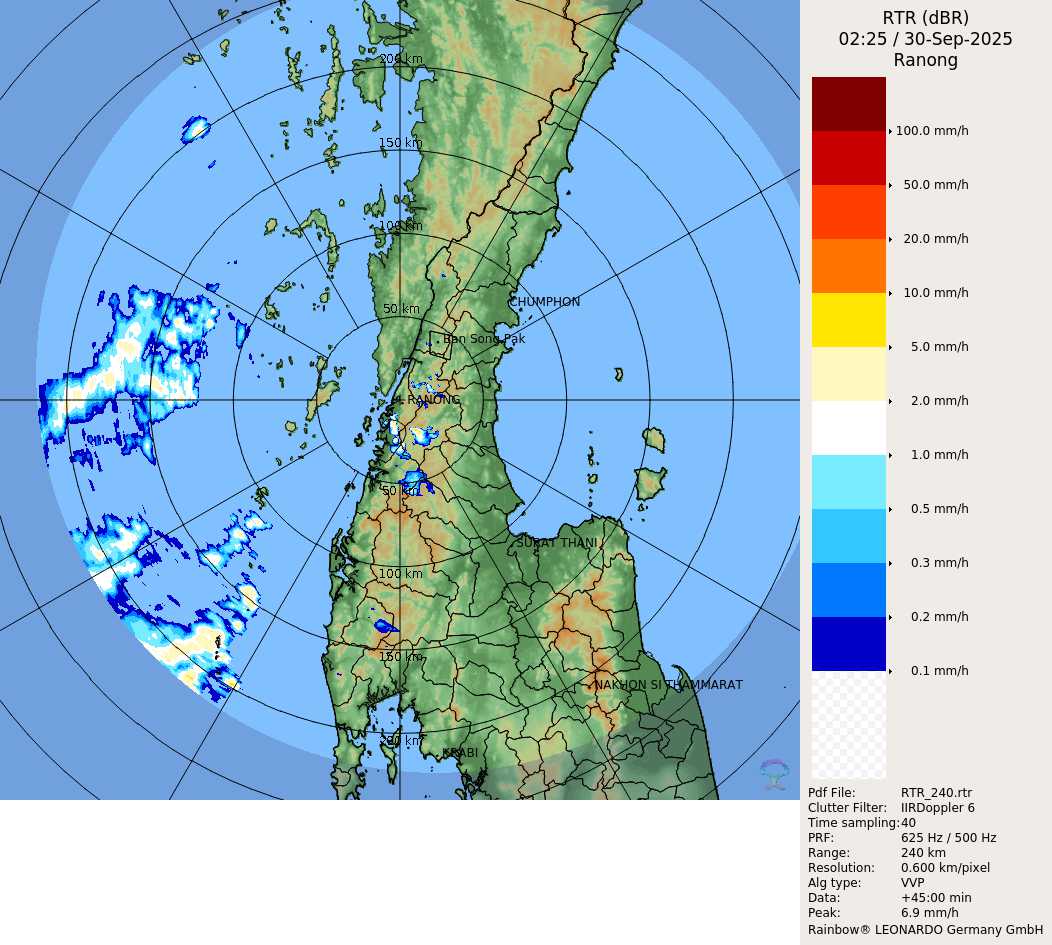 RTR (dBR)
02:25 / 30-Sep-2025
Ranong
100.0 mm/h
50.0 mm/h
20.0 mm/h
10.0 mm/h
5.0 mm/h
2.0 mm/h
1.0 mm/h
0.5 mm/h
0.3 mm/h
0.2 mm/h
0.1 mm/h
Pdf File: RTR_240.rtr
Clutter Filter: IIRDoppler 6
Time sampling: 40
PRF: 625 Hz / 500 Hz
Range: 240 km
Resolution: 0.600 km/pixel
Alg type: VVP
Data: +45:00 min
Peak: 6.9 mm/h
Rainbow® LEONARDO Germany GmbH
200 km
150 km
100 km
50 km
CHUMPHON
Ban Song Pak
RANONG
50 km
SURAT THANI
100 km
150 km
NAKHON SI THAMMARAT
200 km
KRABI